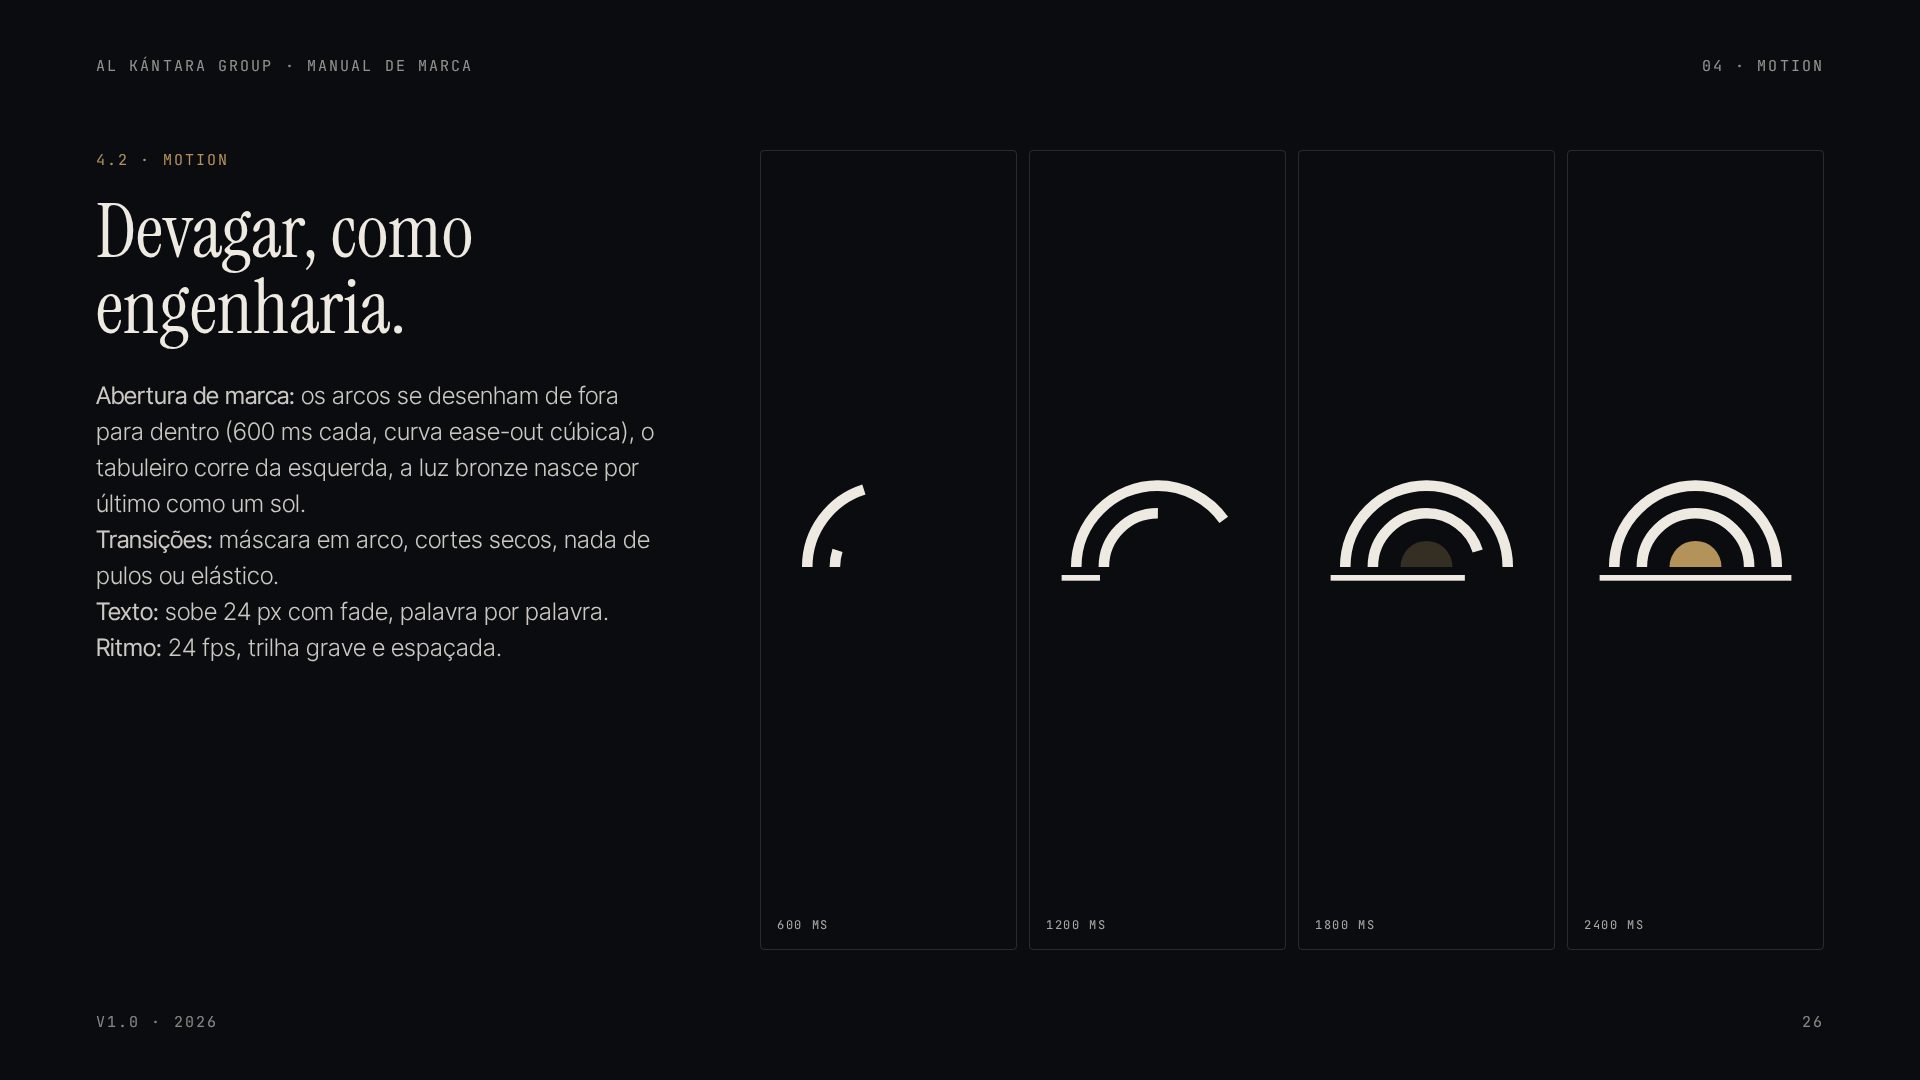 AL KÁNTARA GROUP · MANUAL DE MARCA
04 · MOTION
4.2 · MOTION
Devagar, como
engenharia.
Abertura de marca: os arcos se desenham de fora
para dentro (600 ms cada, curva ease-out cúbica), o
tabuleiro corre da esquerda, a luz bronze nasce por
último como um sol.
Transições: máscara em arco, cortes secos, nada de
pulos ou elástico.
Texto: sobe 24 px com fade, palavra por palavra.
Ritmo: 24 fps, trilha grave e espaçada.
600 MS
1200 MS
1800 MS
2400 MS
V1.0 · 2026
26